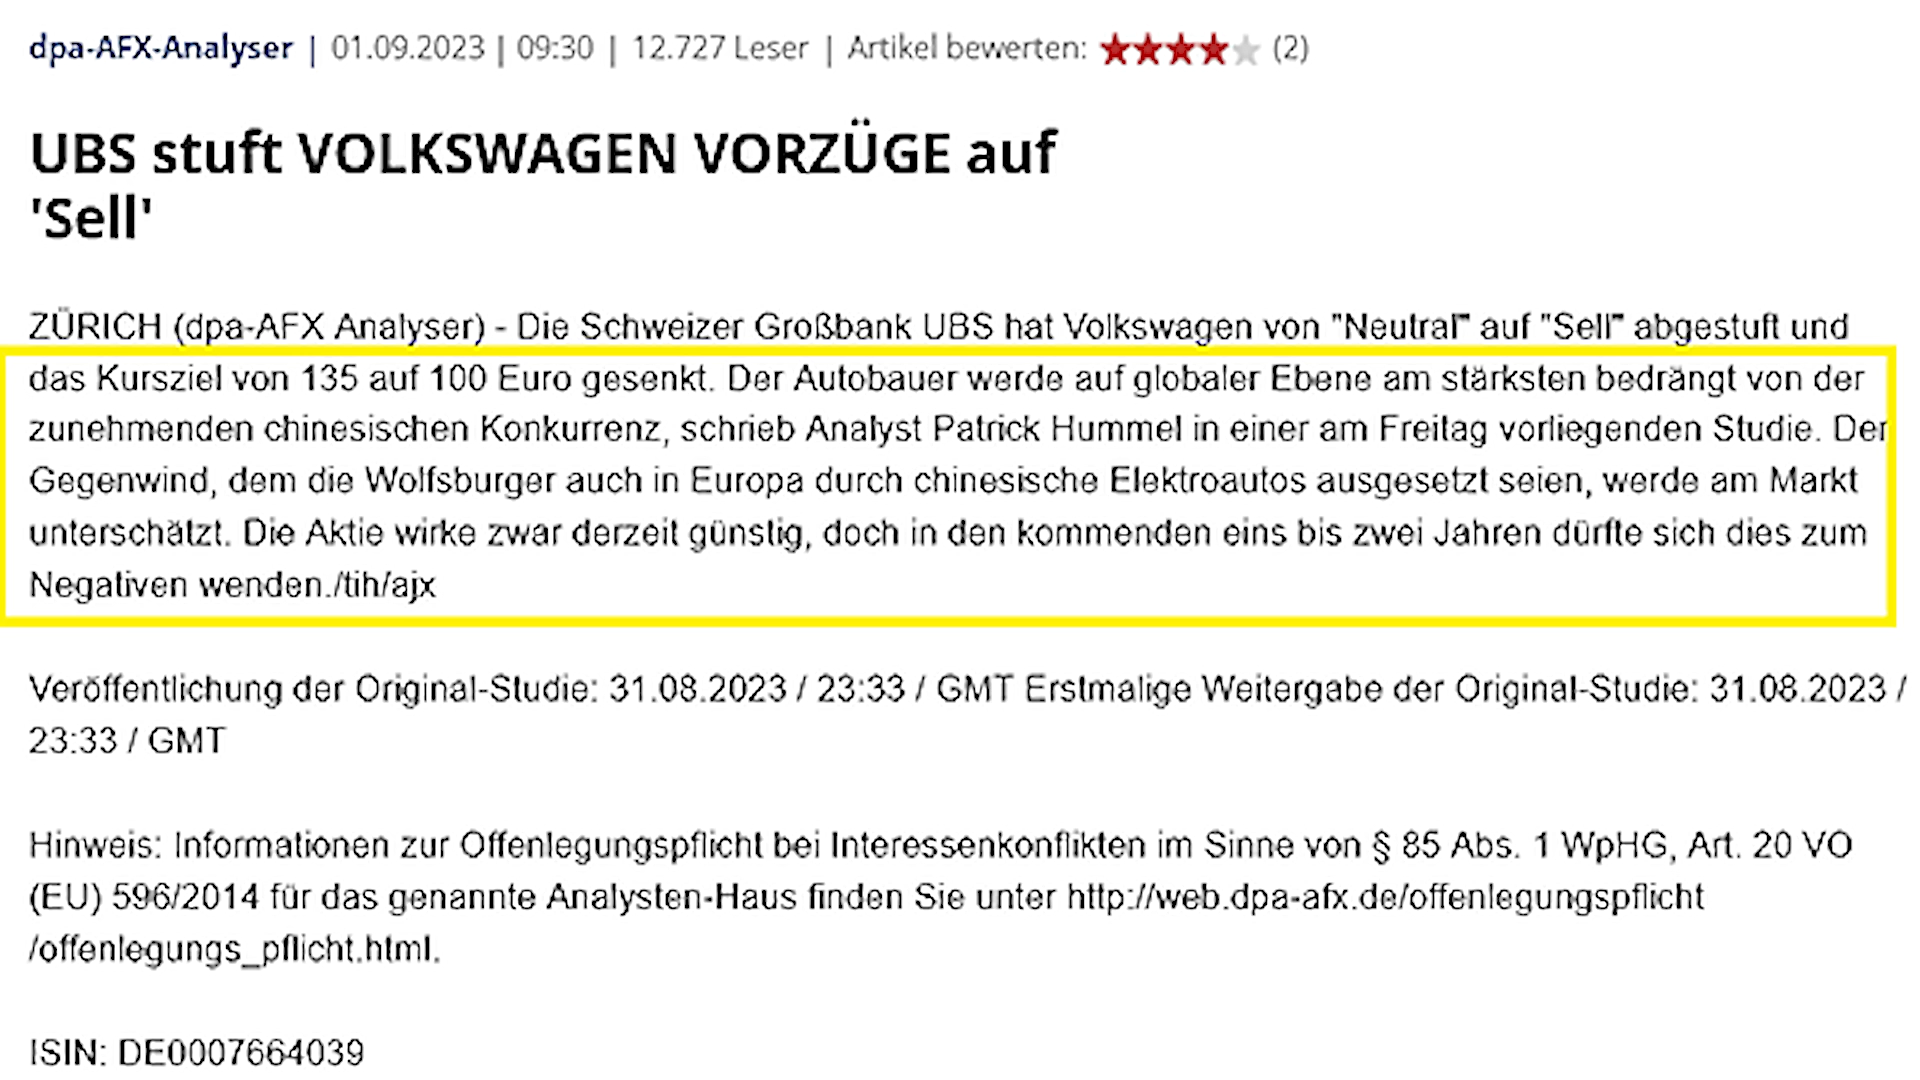 dpa-AFX-Analyser | 01.09.2023 | 09:30 | 12.727 Leser | Artikel bewerten: ★★★★★ (2)
UBS stuft VOLKSWAGEN VORZÜGE auf
'Sell'
ZÜRICH (dpa-AFX Analyser) - Die Schweizer Großbank UBS hat Volkswagen von "Neutral" auf "Sell" abgestuft und
das Kursziel von 135 auf 100 Euro gesenkt. Der Autobauer werde auf globaler Ebene am stärksten bedrängt von der
zunehmenden chinesischen Konkurrenz, schrieb Analyst Patrick Hummel in einer am Freitag vorliegenden Studie. Der
Gegenwind, dem die Wolfsburger auch in Europa durch chinesische Elektroautos ausgesetzt seien, werde am Markt
unterschätzt. Die Aktie wirke zwar derzeit günstig, doch in den kommenden eins bis zwei Jahren dürfte sich dies zum
Negativen wenden./tih/ajx
Veröffentlichung der Original-Studie: 31.08.2023 / 23:33 / GMT Erstmalige Weitergabe der Original-Studie: 31.08.2023 /
23:33 / GMT
Hinweis: Informationen zur Offenlegungspflicht bei Interessenkonflikten im Sinne von § 85 Abs. 1 WpHG, Art. 20 VO
(EU) 596/2014 für das genannte Analysten-Haus finden Sie unter http://web.dpa-afx.de/offenlegungspflicht
/offenlegungs_pflicht.html.
ISIN: DE0007664039